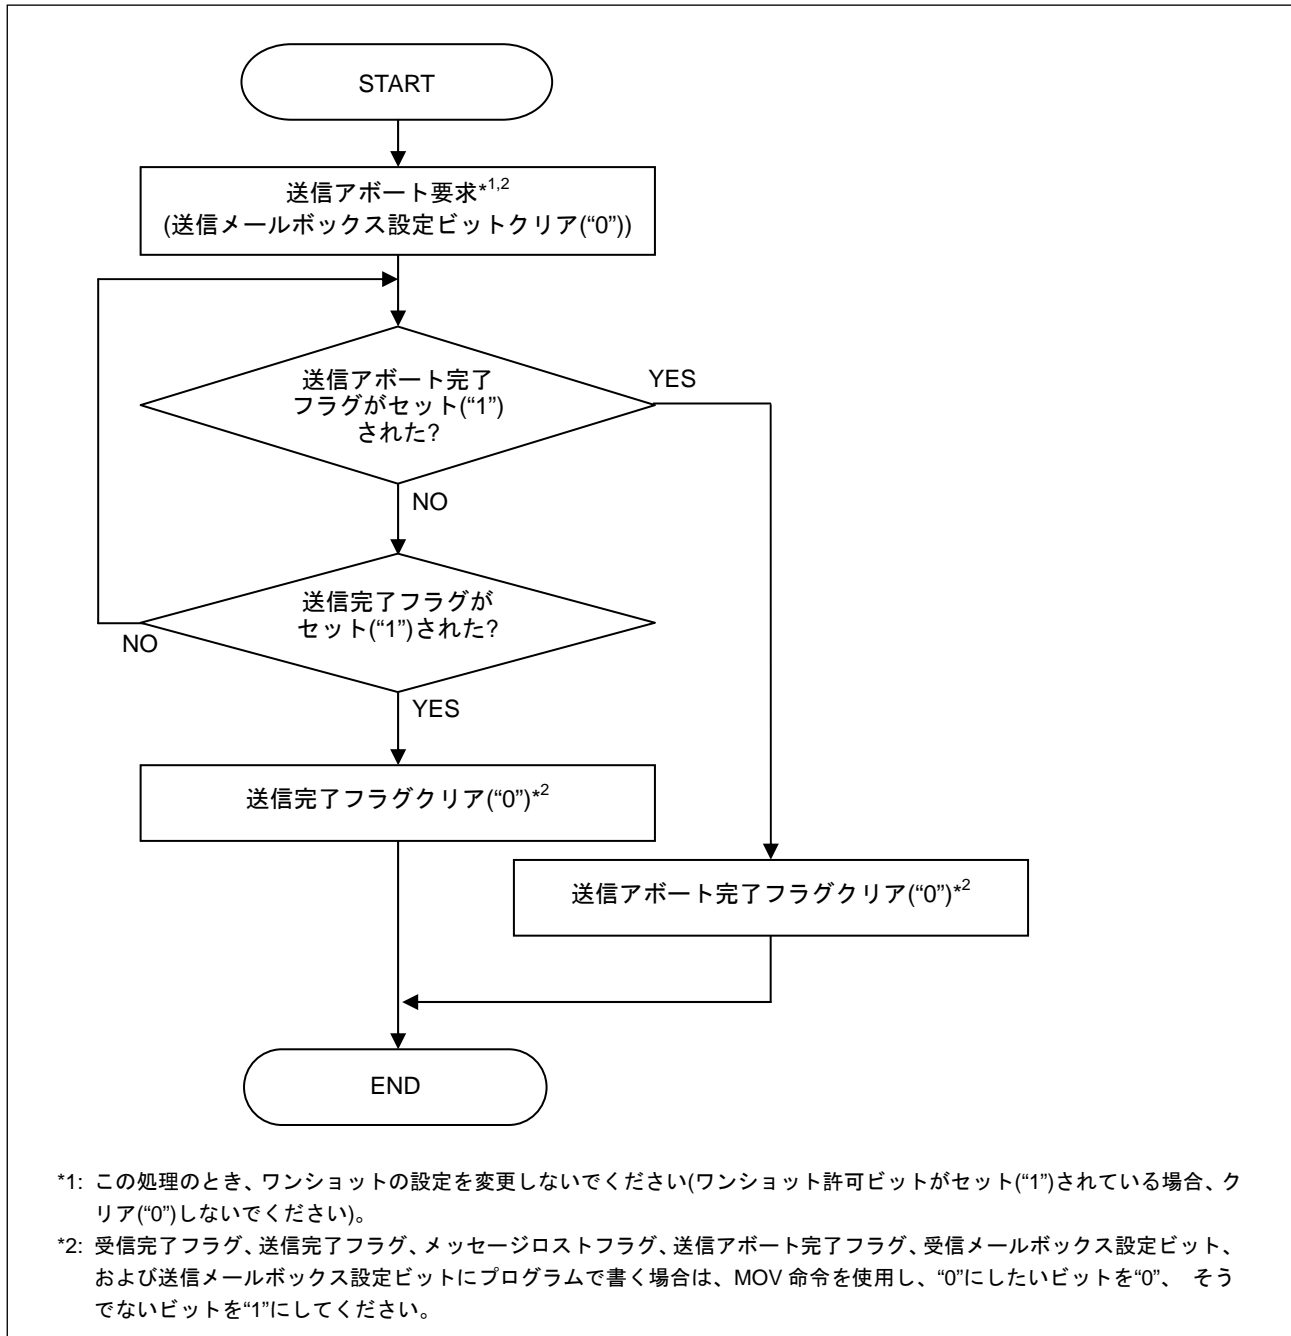 START
送信アボート要求*1,2
(送信メールボックス設定ビットクリア(“0”))
送信アボート完了
フラグがセット(“1”)
された?
YES
NO
送信完了フラグが
セット(“1”)された?
NO
YES
送信完了フラグクリア(“0”)*2
送信アボート完了フラグクリア(“0”)*2
END
*1: この処理のとき、ワンショットの設定を変更しないでください(ワンショット許可ビットがセット(“1”)されている場合、ク
リア(“0”)しないでください)。
*2: 受信完了フラグ、送信完了フラグ、メッセージロストフラグ、送信アボート完了フラグ、受信メールボックス設定ビット、
および送信メールボックス設定ビットにプログラムで書く場合は、MOV 命令を使用し、“0”にしたいビットを“0”、 そう
でないビットを“1”にしてください。